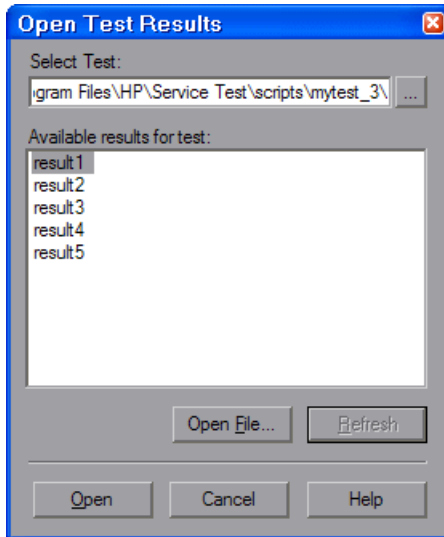 Open Test Results
Select Test:
gram Files\HP\Service Test\scripts\mytest_3\ ...
Available results for test:
result1
result2
result3
result4
result5
Open File... Refresh
Open Cancel Help